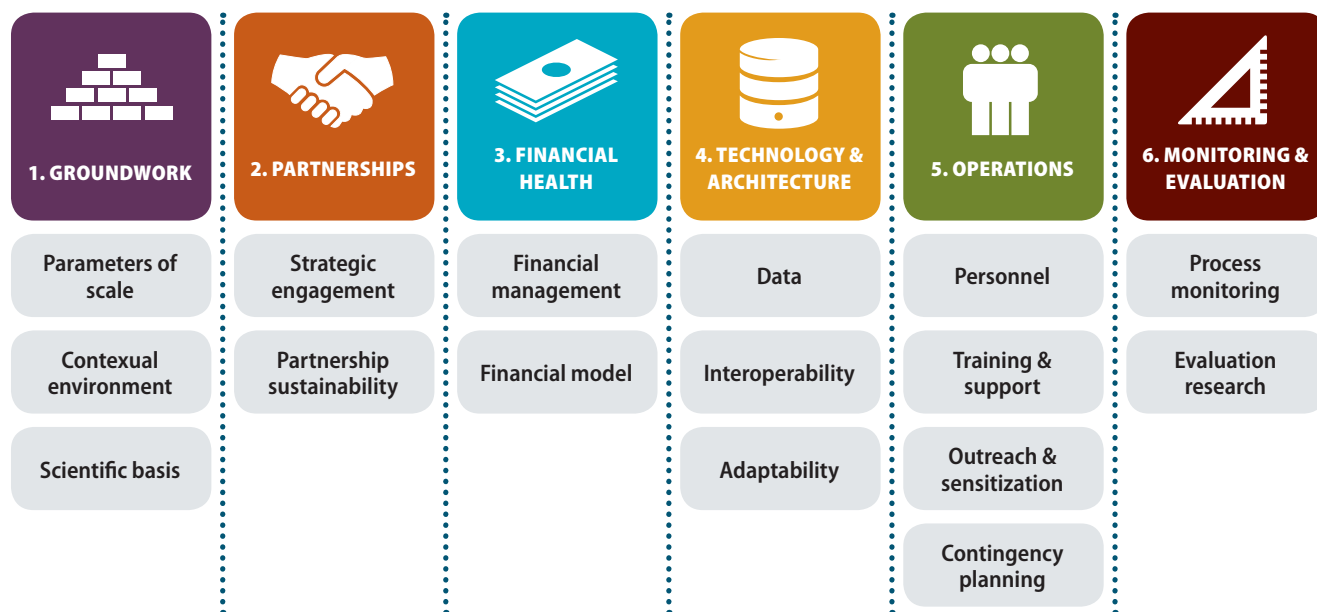 1. GROUNDWORK
Parameters of
scale
Contexual
environment
Scientific basis
2. PARTNERSHIPS
Strategic
engagement
Partnership
sustainability
3. FINANCIAL
HEALTH
Financial
management
Financial model
4. TECHNOLOGY &
ARCHITECTURE
Data
Interoperability
Adaptability
5. OPERATIONS
Personnel
Training &
support
Outreach &
sensitization
Contingency
planning
6. MONITORING &
EVALUATION
Process
monitoring
Evaluation
research